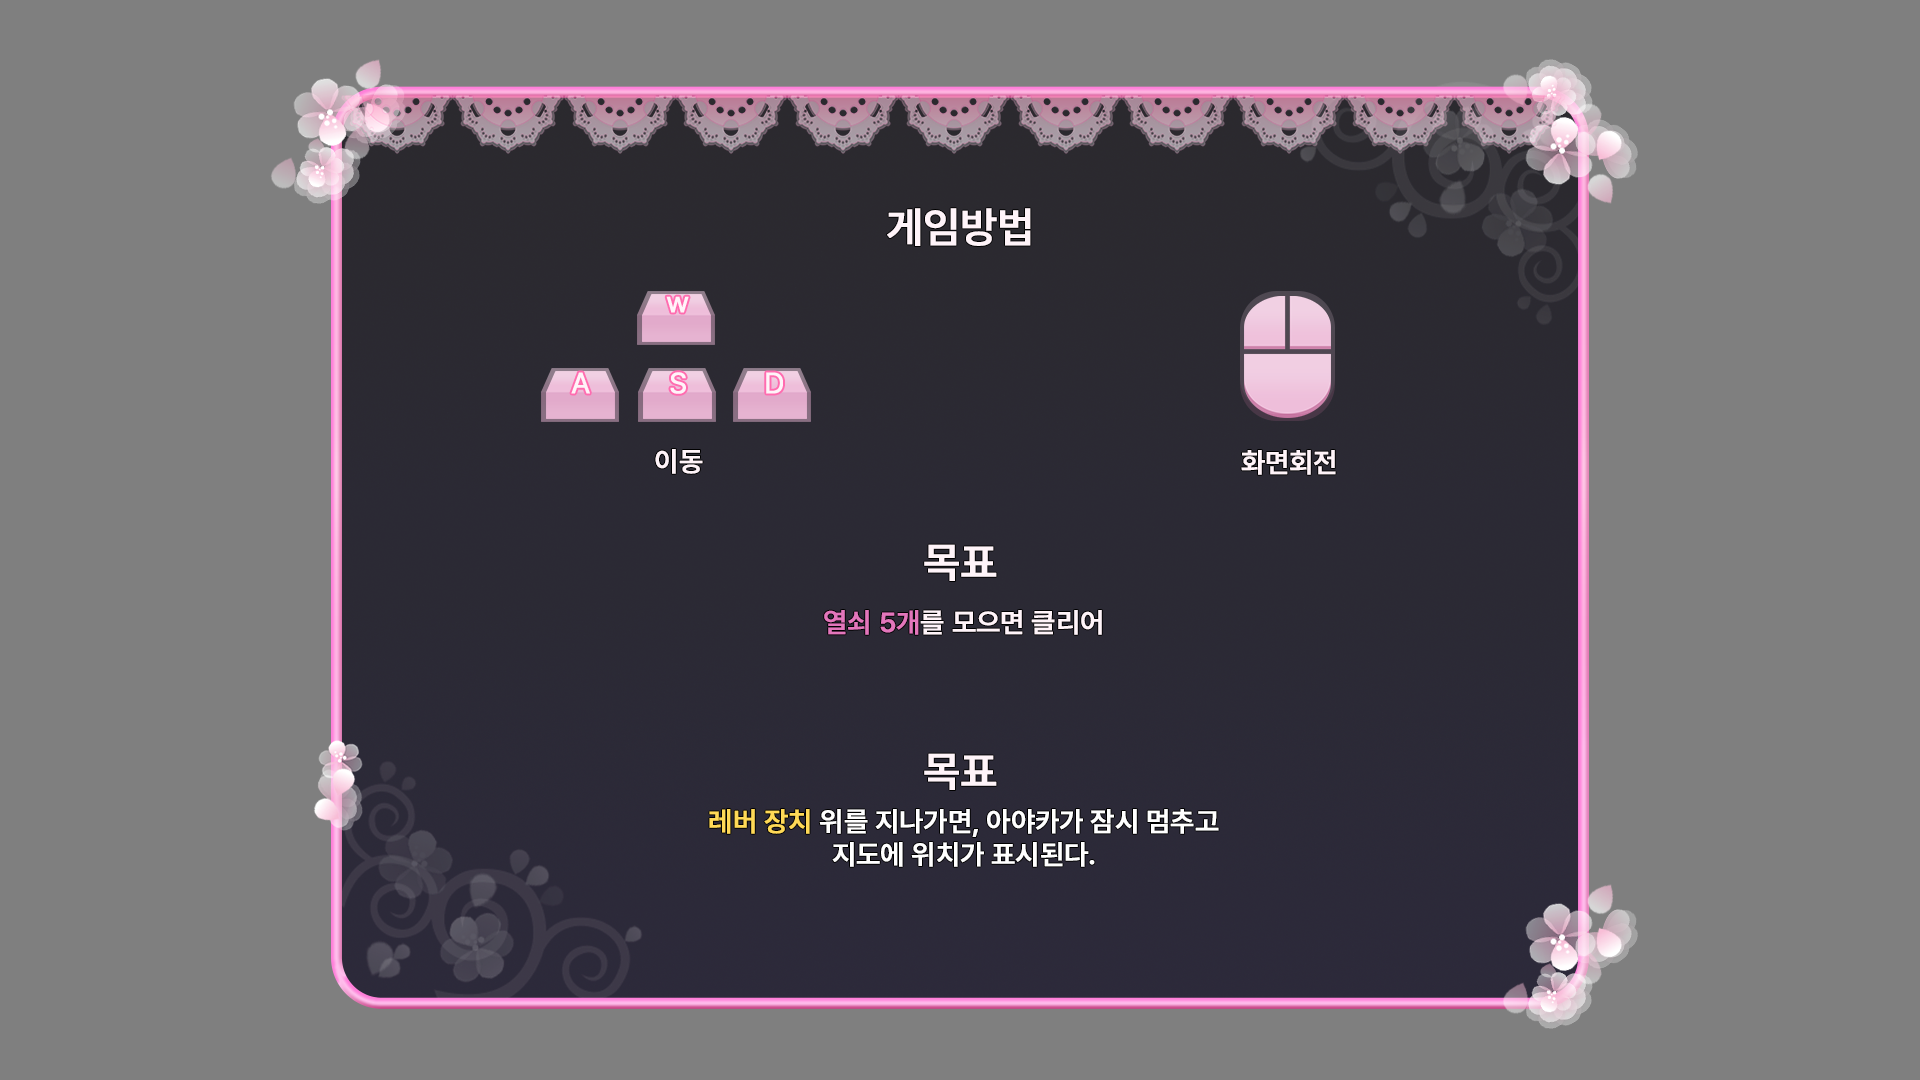 게임방법
W
A S D
이동
화면회전
목표
열쇠 5개를 모으면 클리어
목표
레버 장치 위를 지나가면, 아야카가 잠시 멈추고
지도에 위치가 표시된다.